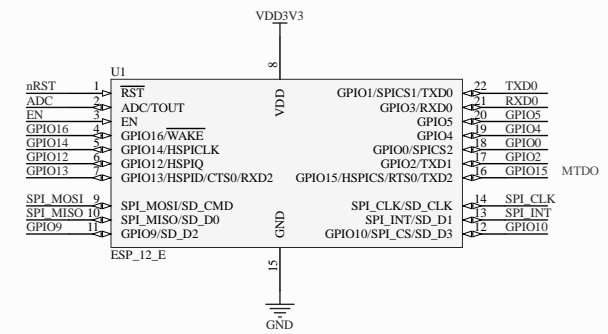 VDD3V3
8
U1
nRST 1 RST VDD GPIO1/SPICS1/TXD0 22 TXD0
ADC 2 ADC/TOUT GPIO3/RXD0 21 RXD0
EN 3 EN GPIO5 20 GPIO5
GPIO16 4 GPIO16/WAKE GPIO4 19 GPIO4
GPIO14 5 GPIO14/HSPICLK GPIO0/SPICS2 18 GPIO0
GPIO12 6 GPIO12/HSPIQ GPIO2/TXD1 17 GPIO2
GPIO13 7 GPIO13/HSPID/CTS0/RXD2 GPIO15/HSPICS/RTS0/TXD2 16 GPIO15 MTDO
SPI_MOSI 9 SPI_MOSI/SD_CMD SPI_CLK/SD_CLK 14 SPI_CLK
SPI_MISO 10 SPI_MISO/SD_D0 GND SPI_INT/SD_D1 13 SPI_INT
GPIO9 11 GPIO9/SD_D2 GPIO10/SPI_CS/SD_D3 12 GPIO10
ESP_12_E
15
GND